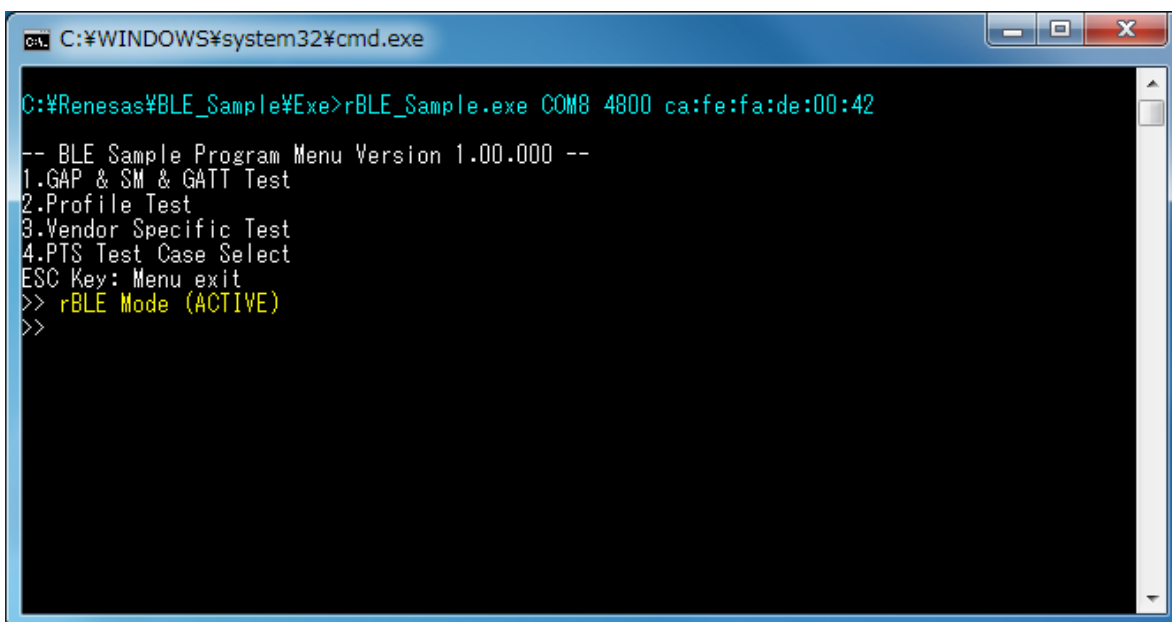 C:¥WINDOWS¥system32¥cmd.exe
C:¥Renesas¥BLE_Sample¥Exe>rBLE_Sample.exe COM8 4800 ca:fe:fa:de:00:42
-- BLE Sample Program Menu Version 1.00.000 --
1.GAP & SM & GATT Test
2.Profile Test
3.Vendor Specific Test
4.PTS Test Case Select
ESC Key: Menu exit
>> rBLE Mode (ACTIVE)
>>